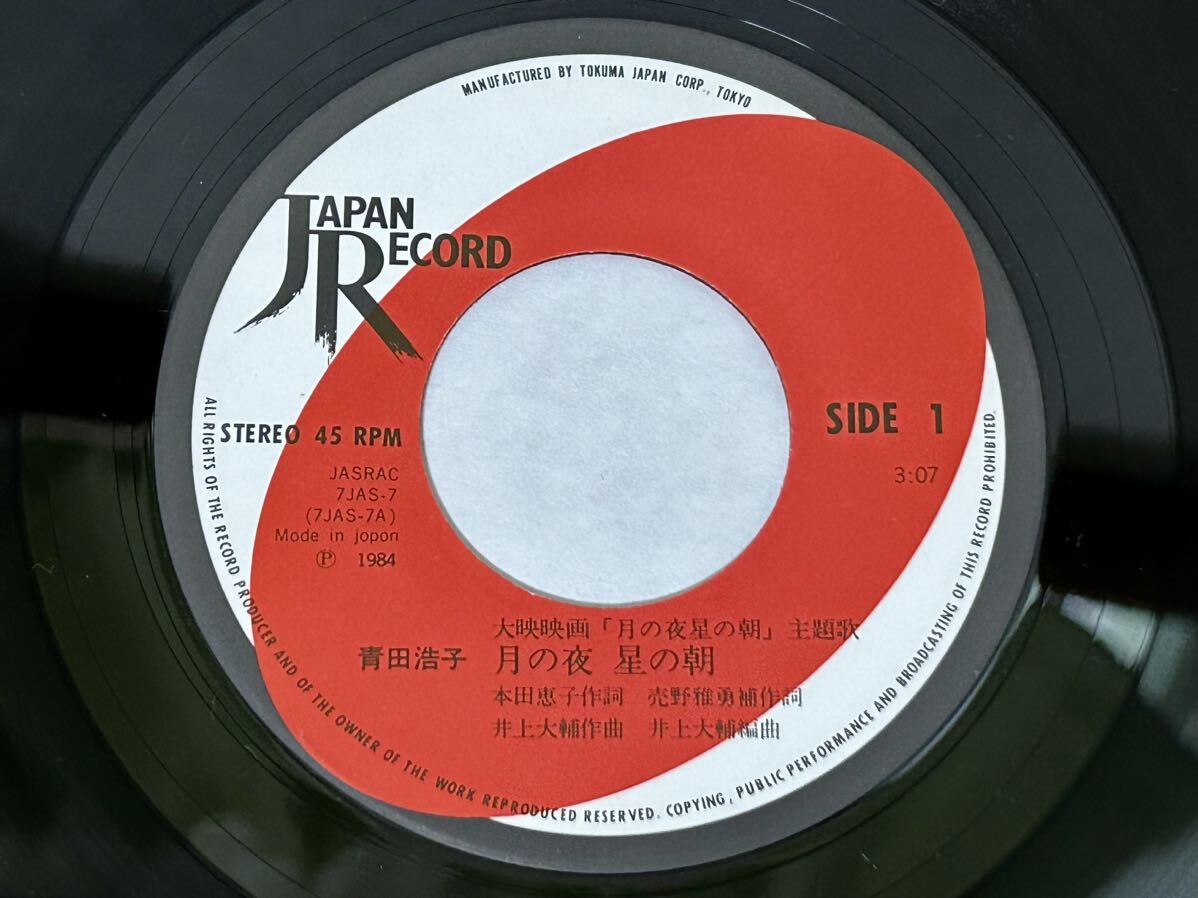 MANUFACTURED BY TOKUMA JAPAN CORP., TOKYO
JAPAN
RECORD
STEREO 45 RPM
SIDE 1
JASRAC
7JAS-7
(7JAS-7A)
Made in japan
Ⓟ 1984
3:07
大映映画「月の夜星の朝」主題歌
青田浩子 月の夜 星の朝
本田恵子作詞 売野雅勇補作詞
井上大輔作曲 井上大輔編曲
ALL RIGHTS OF THE RECORD PRODUCER AND OF THE OWNER OF THE WORK REPRODUCED RESERVED. COPYING, PUBLIC PERFORMANCE AND BROADCASTING OF THIS RECORD PROHIBITED.